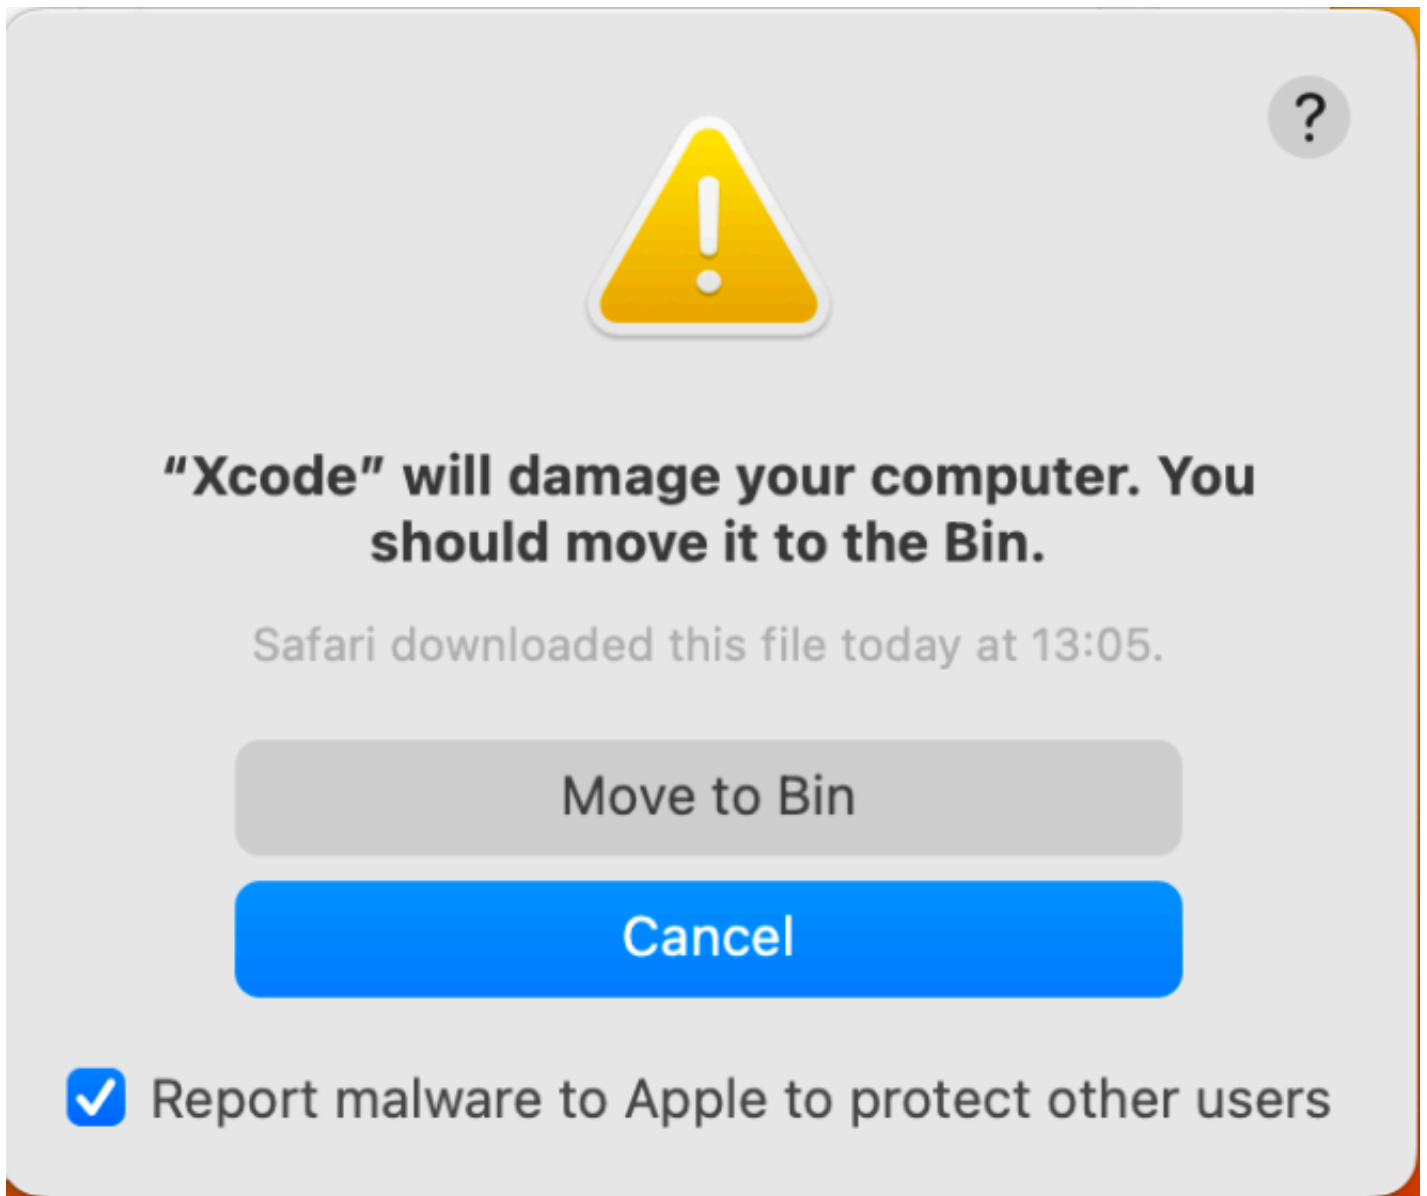 ?
“Xcode” will damage your computer. You
should move it to the Bin.
Safari downloaded this file today at 13:05.
Move to Bin
Cancel
Report malware to Apple to protect other users